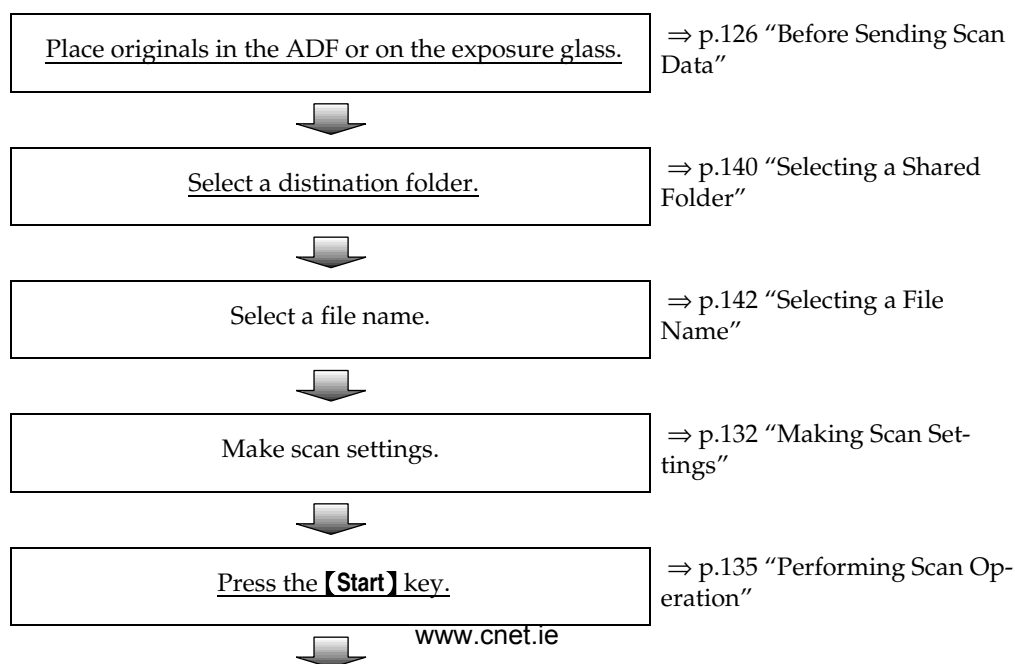 Place originals in the ADF or on the exposure glass.
⇒ p.126 “Before Sending Scan
Data”
Select a distination folder.
⇒ p.140 “Selecting a Shared
Folder”
Select a file name.
⇒ p.142 “Selecting a File
Name”
Make scan settings.
⇒ p.132 “Making Scan Set-
tings”
Press the【Start】key.
⇒ p.135 “Performing Scan Op-
eration”
www.cnet.ie